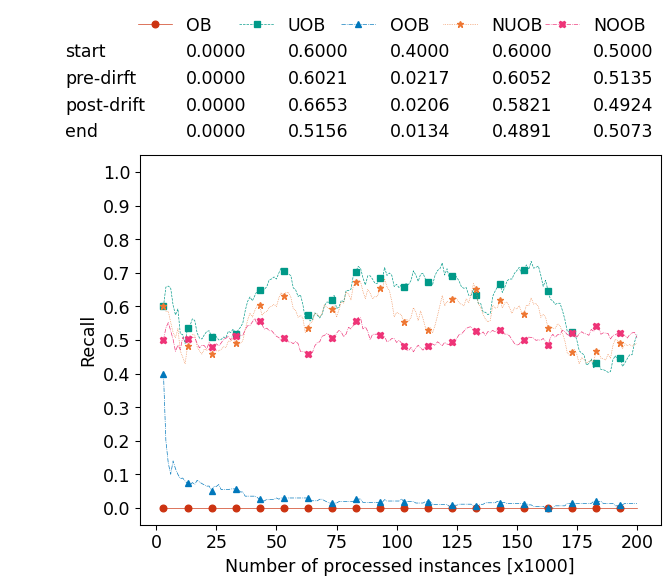 OB UOB OOB NUOB NOOB
start 0.0000 0.6000 0.4000 0.6000 0.5000
pre-dirft 0.0000 0.6021 0.0217 0.6052 0.5135
post-drift 0.0000 0.6653 0.0206 0.5821 0.4924
end 0.0000 0.5156 0.0134 0.4891 0.5073
1.0
0.9
0.8
0.7
0.6
0.5
0.4
0.3
0.2
0.1
0.0
Recall
0 25 50 75 100 125 150 175 200
Number of processed instances [x1000]